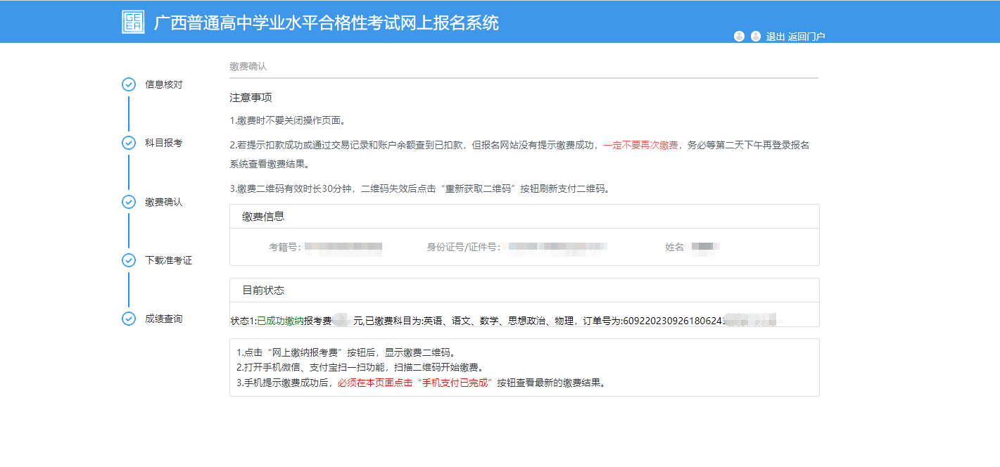 GE
EA
广西普通高中学业水平合格性考试网上报名系统
退出 返回门户
信息核对
科目报考
缴费确认
下载准考证
成绩查询
缴费确认
注意事项
1.缴费时不要关闭操作页面。
2.若提示扣款成功或通过交易记录和账户余额查到已扣款，但报名网站没有提示缴费成功，一定不要再次缴费，务必等第二天下午再登录报名
系统查看缴费结果。
3.缴费二维码有效时长30分钟，二维码失效后点击“重新获取二维码”按钮刷新支付二维码。
缴费信息
考籍号： 身份证号/证件号： 姓名
目前状态
状态1:已成功缴纳报考费 元,已缴费科目为:英语、语文、数学、思想政治、物理，订单号为:609220230926180624
1.点击“网上缴纳报考费”按钮后，显示缴费二维码。
2.打开手机微信、支付宝扫一扫功能，扫描二维码开始缴费。
3.手机提示缴费成功后，必须在本页面点击“手机支付已完成”按钮查看最新的缴费结果。